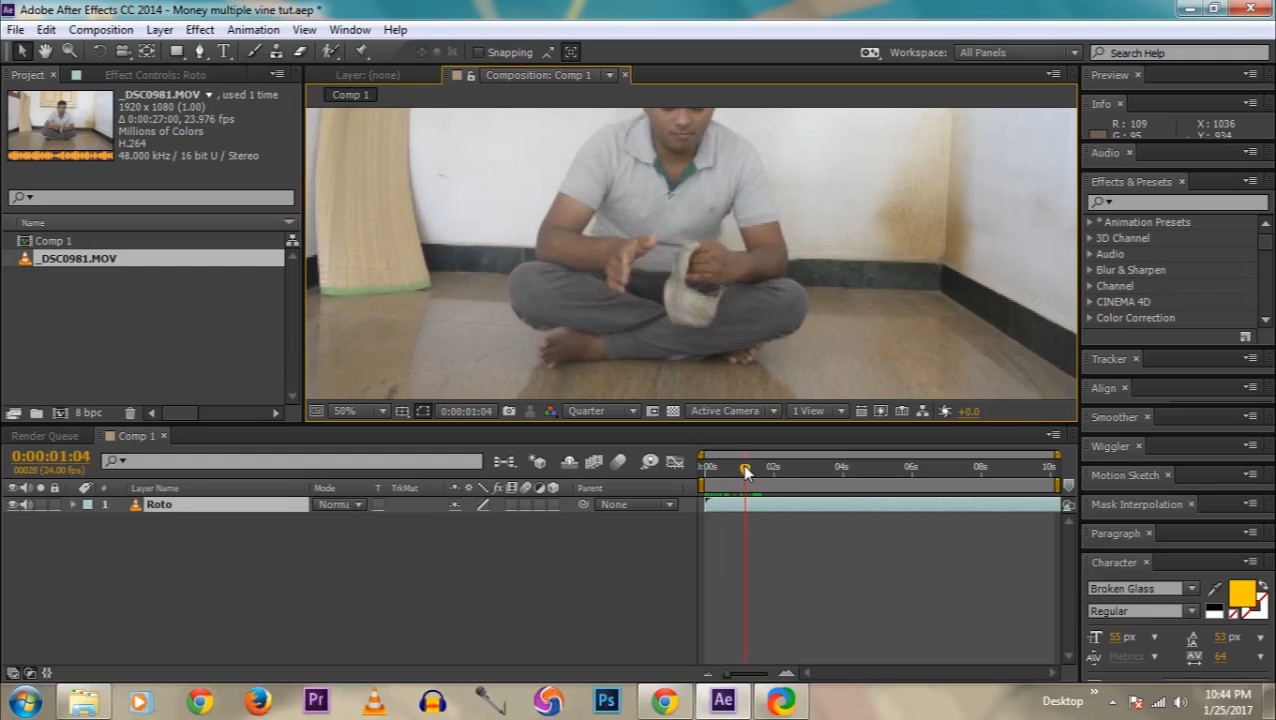 Adobe After Effects CC 2014 - Money multiple vine tut.aep *
File Edit Composition Layer Effect Animation View Window Help
Snapping
Workspace: All Panels
Search Help
Project
Effect Controls: Roto
Layer: (none)
Composition: Comp 1
Preview
_DSC0981.MOV , used 1 time
1920 x 1080 (1.00)
Δ 0:00:27:00, 23.976 fps
Millions of Colors
H.264
48.000 kHz / 16 bit U / Stereo
Comp 1
Info
R: 109
X: 1036
G: 95
Y: 934
Audio
Effects & Presets
Name
Comp 1
_DSC0981.MOV
* Animation Presets
3D Channel
Audio
Blur & Sharpen
Channel
CINEMA 4D
Color Correction
Tracker
Align
Smoother
Wiggler
Motion Sketch
Mask Interpolation
Paragraph
Character
8 bpc
50%
0:00:01:04
Quarter
Active Camera
1 View
+0.0
Render Queue
Comp 1
0:00:01:04
00028 (24.00 fps)
:00s 02s 04s 06s 08s 10s
# Layer Name Mode T TrkMat fx Parent
1 Roto Norma None
Broken Glass
Regular
55 px
53 px
Metrics
64
Pr
Ps
Ae
Desktop
10:44 PM
1/25/2017